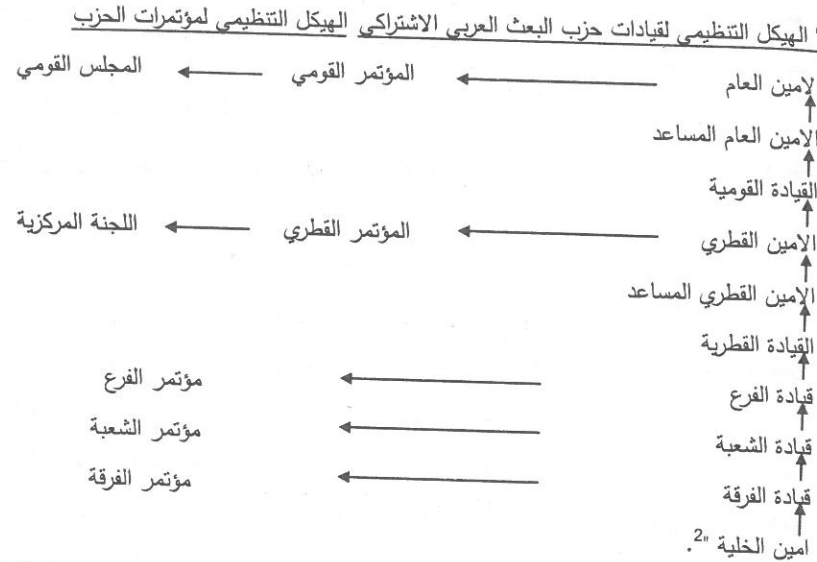 " الهيكل التنظيمي لقيادات حزب البعث العربي الاشتراكي الهيكل التنظيمي لمؤتمرات الحزب
لامين العام المؤتمر القومي المجلس القومي
الامين العام المساعد
القيادة القومية
الامين القطري المؤتمر القطري اللجنة المركزية
الامين القطري المساعد
القيادة القطرية
قيادة الفرع مؤتمر الفرع
قيادة الشعبة مؤتمر الشعبة
قيادة الفرقة مؤتمر الفرقة
امين الخلية "2.